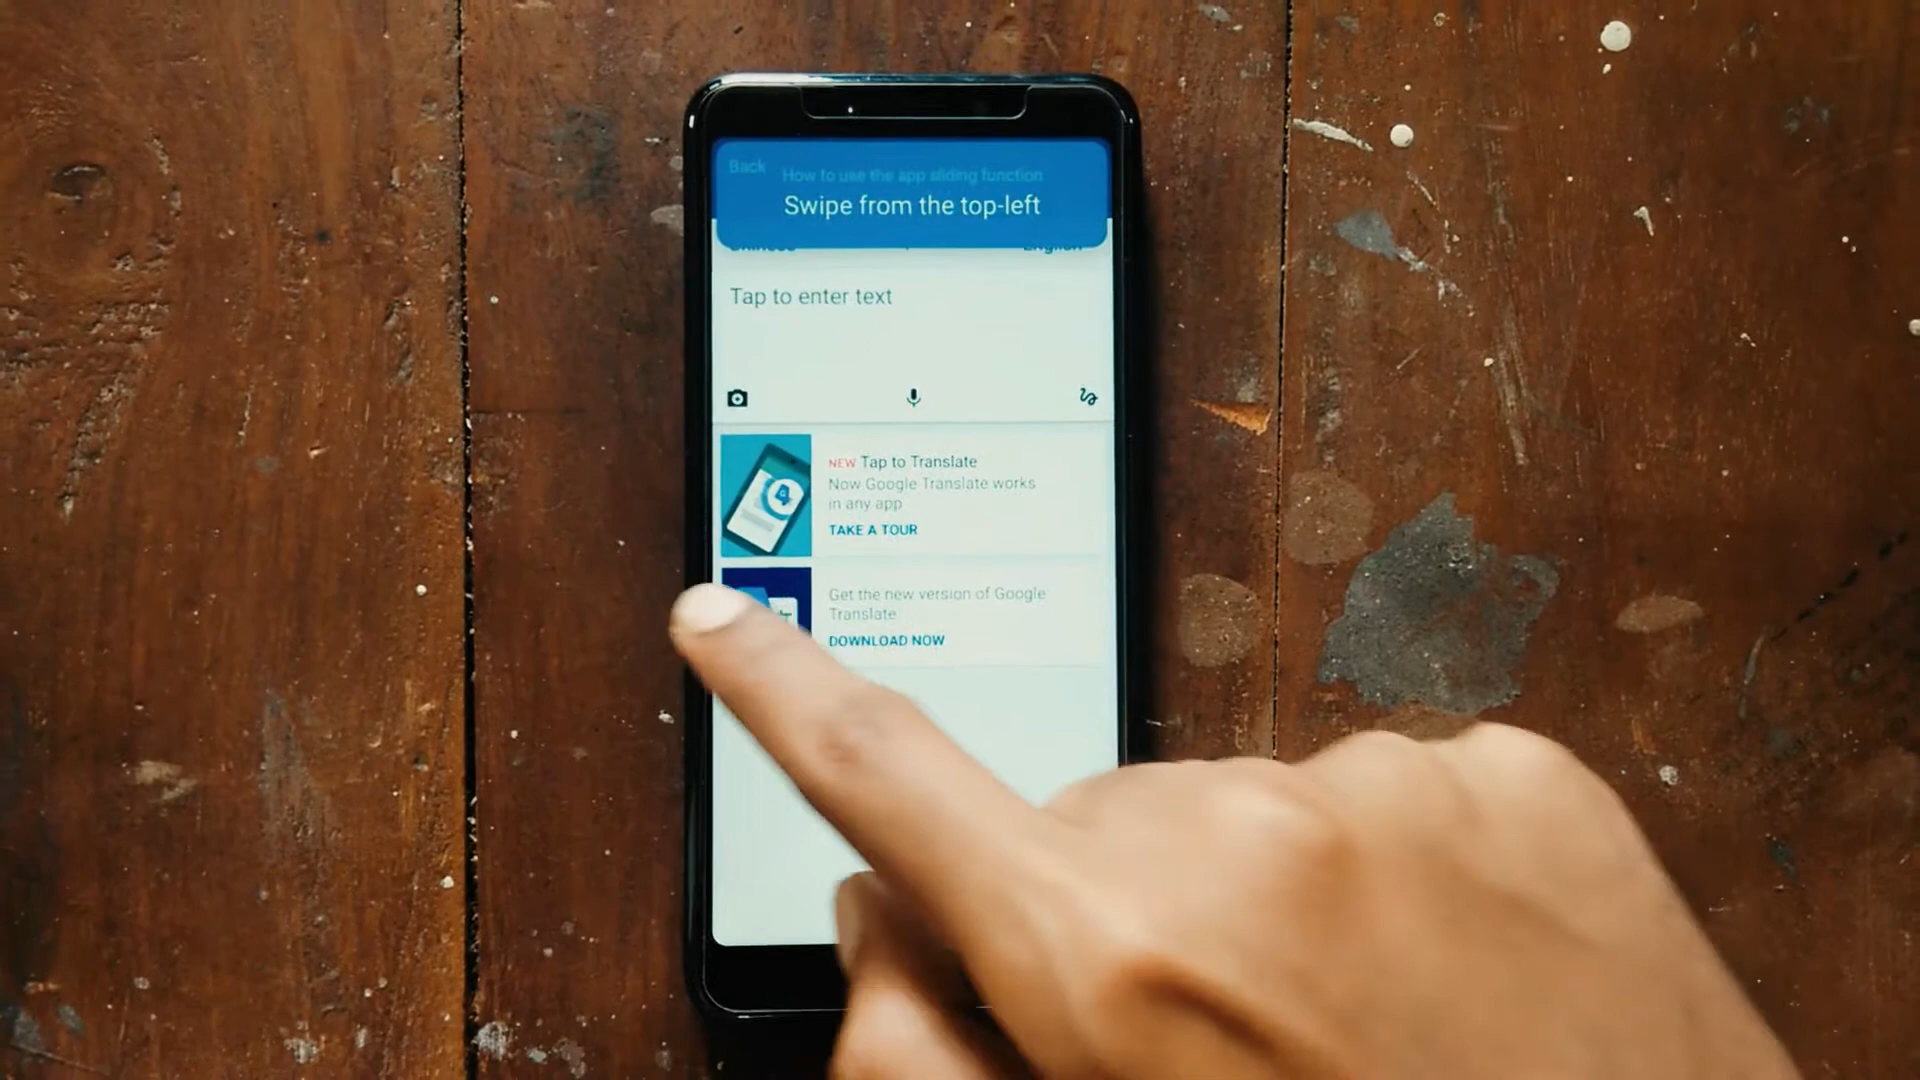 Back
How to use the app sliding function
Swipe from the top-left
Chinese English
Tap to enter text
NEW Tap to Translate
Now Google Translate works
in any app
TAKE A TOUR
Get the new version of Google
Translate
DOWNLOAD NOW